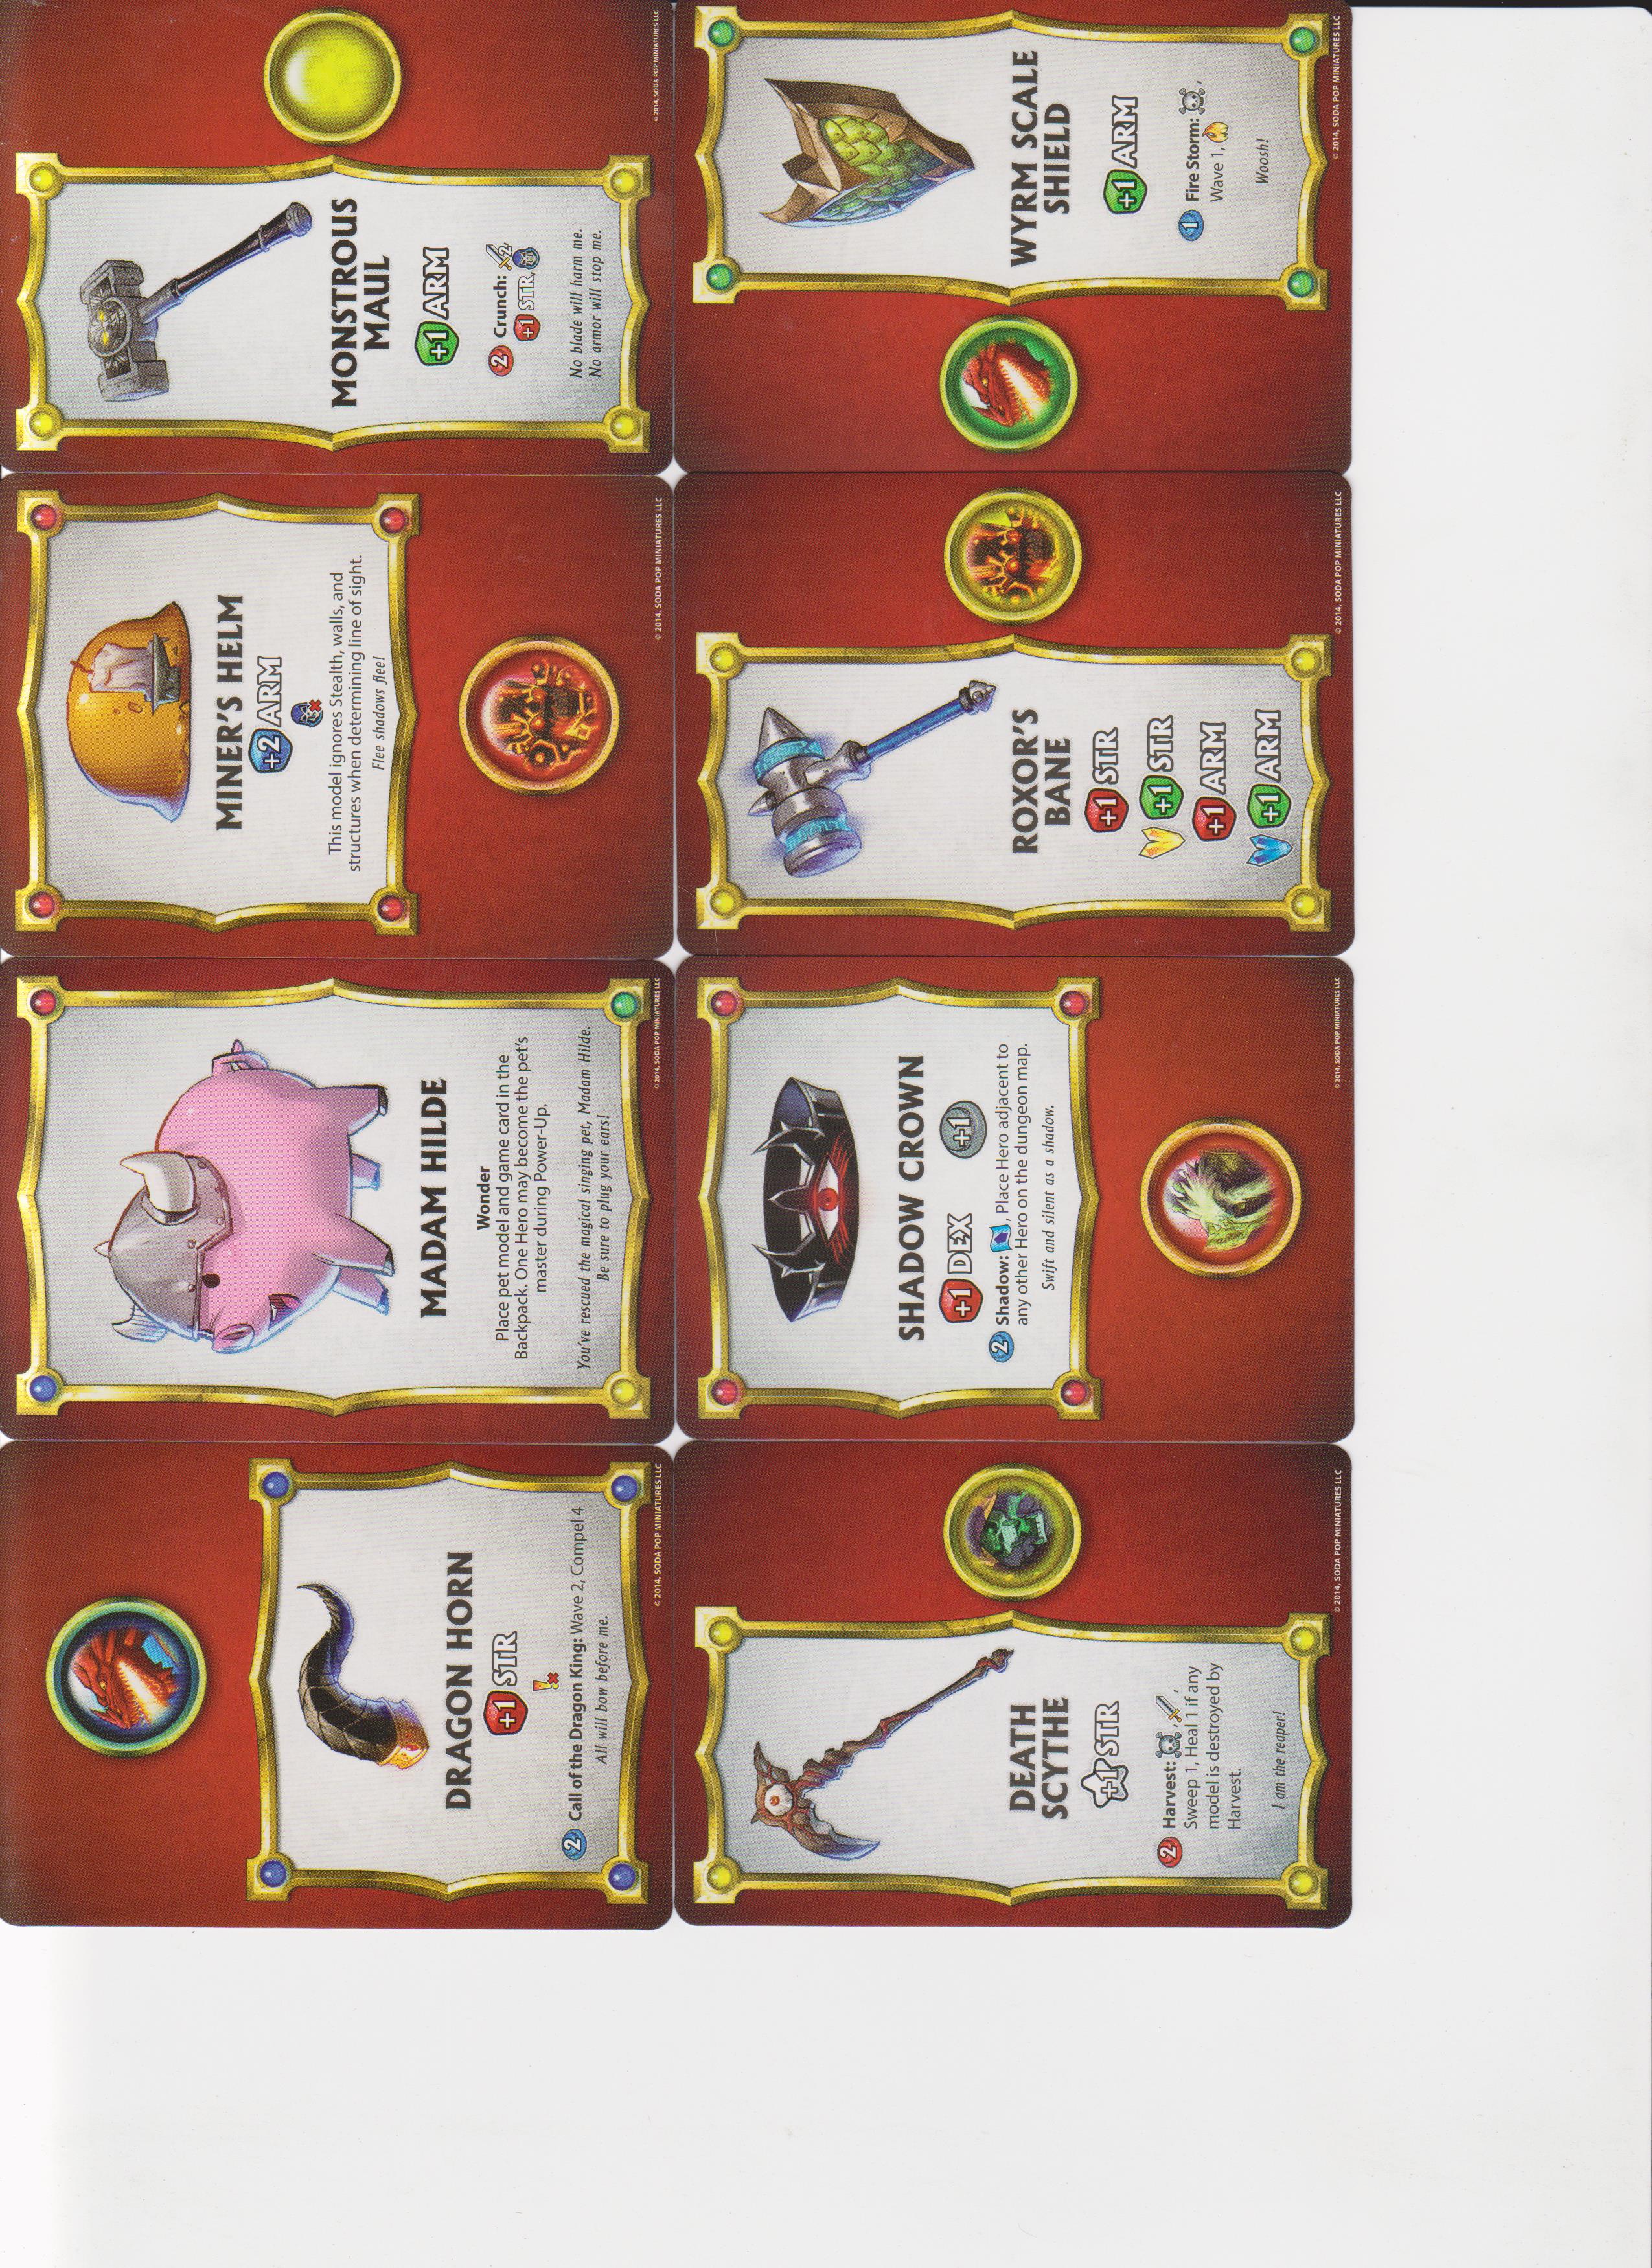 DRAGON HORN
+1 STR
2 Call of the Dragon King: Wave 2, Compel 4
All will bow before me.
© 2014, SODA POP MINIATURES LLC
MADAM HILDE
Wonder
Place pet model and game card in the
Backpack. One Hero may become the pet's
master during Power-Up.
You've rescued the magical singing pet, Madam Hilde.
Be sure to plug your ears!
© 2014, SODA POP MINIATURES LLC
MINER'S HELM
+2 ARM
This model ignores Stealth, walls, and
structures when determining line of sight.
Flee shadows flee!
© 2014, SODA POP MINIATURES LLC
MONSTROUS
MAUL
+1 ARM
2 Crunch: 2
+1 STR
No blade will harm me.
No armor will stop me.
© 2014, SODA POP MINIATURES LLC
DEATH
SCYTHE
+1 STR
2 Harvest: , ,
Sweep 1, Heal 1 if any
model is destroyed by
Harvest.
I am the reaper!
© 2014, SODA POP MINIATURES LLC
SHADOW CROWN
+1 DEX +1
2 Shadow: , Place Hero adjacent to
any other Hero on the dungeon map.
Swift and silent as a shadow.
© 2014, SODA POP MINIATURES LLC
ROXOR'S
BANE
+1 STR
+1 STR
+1 ARM
+1 ARM
© 2014, SODA POP MINIATURES LLC
WYRM SCALE
SHIELD
+1 ARM
1 Fire Storm: ,
Wave 1,
Woosh!
© 2014, SODA POP MINIATURES LLC